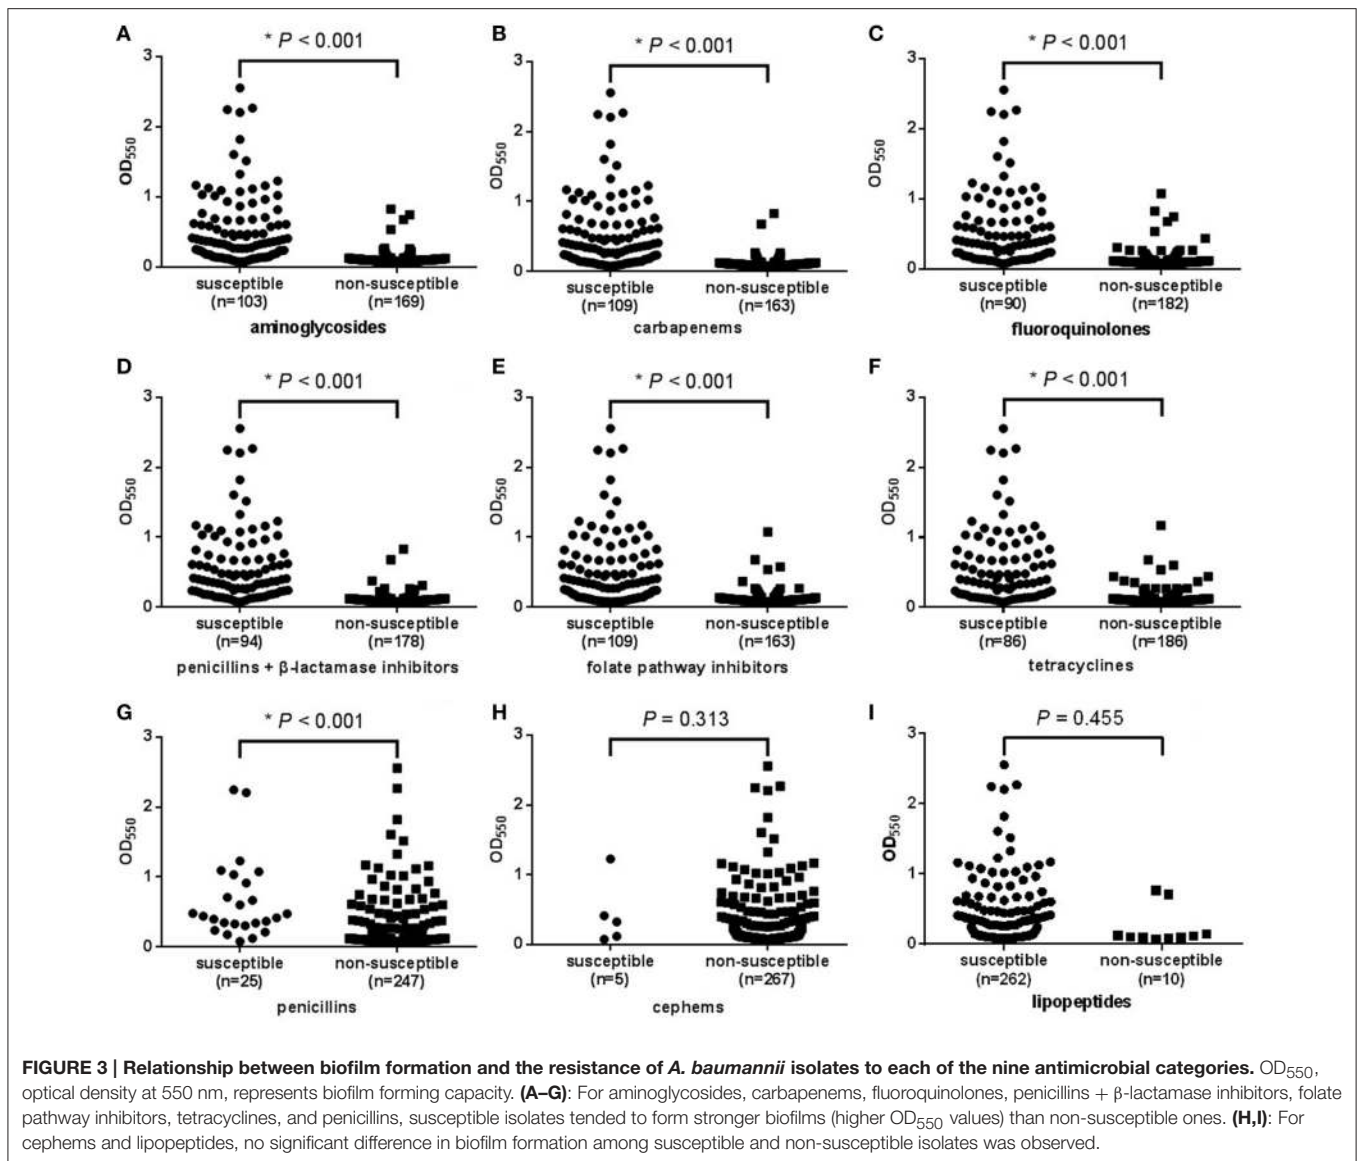 A
* P < 0.001
3
2
1
0
OD550
susceptible
(n=103)
non-susceptible
(n=169)
aminoglycosides
B
* P < 0.001
3
2
1
0
OD550
susceptible
(n=109)
non-susceptible
(n=163)
carbapenems
C
* P < 0.001
3
2
1
0
OD550
susceptible
(n=90)
non-susceptible
(n=182)
fluoroquinolones
D
* P < 0.001
3
2
1
0
OD550
susceptible
(n=94)
non-susceptible
(n=178)
penicillins + β-lactamase inhibitors
E
* P < 0.001
3
2
1
0
OD550
susceptible
(n=109)
non-susceptible
(n=163)
folate pathway inhibitors
F
* P < 0.001
3
2
1
0
OD550
susceptible
(n=86)
non-susceptible
(n=186)
tetracyclines
G
* P < 0.001
3
2
1
0
OD550
susceptible
(n=25)
non-susceptible
(n=247)
penicillins
H
P = 0.313
3
2
1
0
OD550
susceptible
(n=5)
non-susceptible
(n=267)
cephems
I
P = 0.455
3
2
1
0
OD550
susceptible
(n=262)
non-susceptible
(n=10)
lipopeptides
FIGURE 3 | Relationship between biofilm formation and the resistance of A. baumannii isolates to each of the nine antimicrobial categories. OD550,
optical density at 550 nm, represents biofilm forming capacity. (A–G): For aminoglycosides, carbapenems, fluoroquinolones, penicillins + β-lactamase inhibitors, folate
pathway inhibitors, tetracyclines, and penicillins, susceptible isolates tended to form stronger biofilms (higher OD550 values) than non-susceptible ones. (H,I): For
cephems and lipopeptides, no significant difference in biofilm formation among susceptible and non-susceptible isolates was observed.